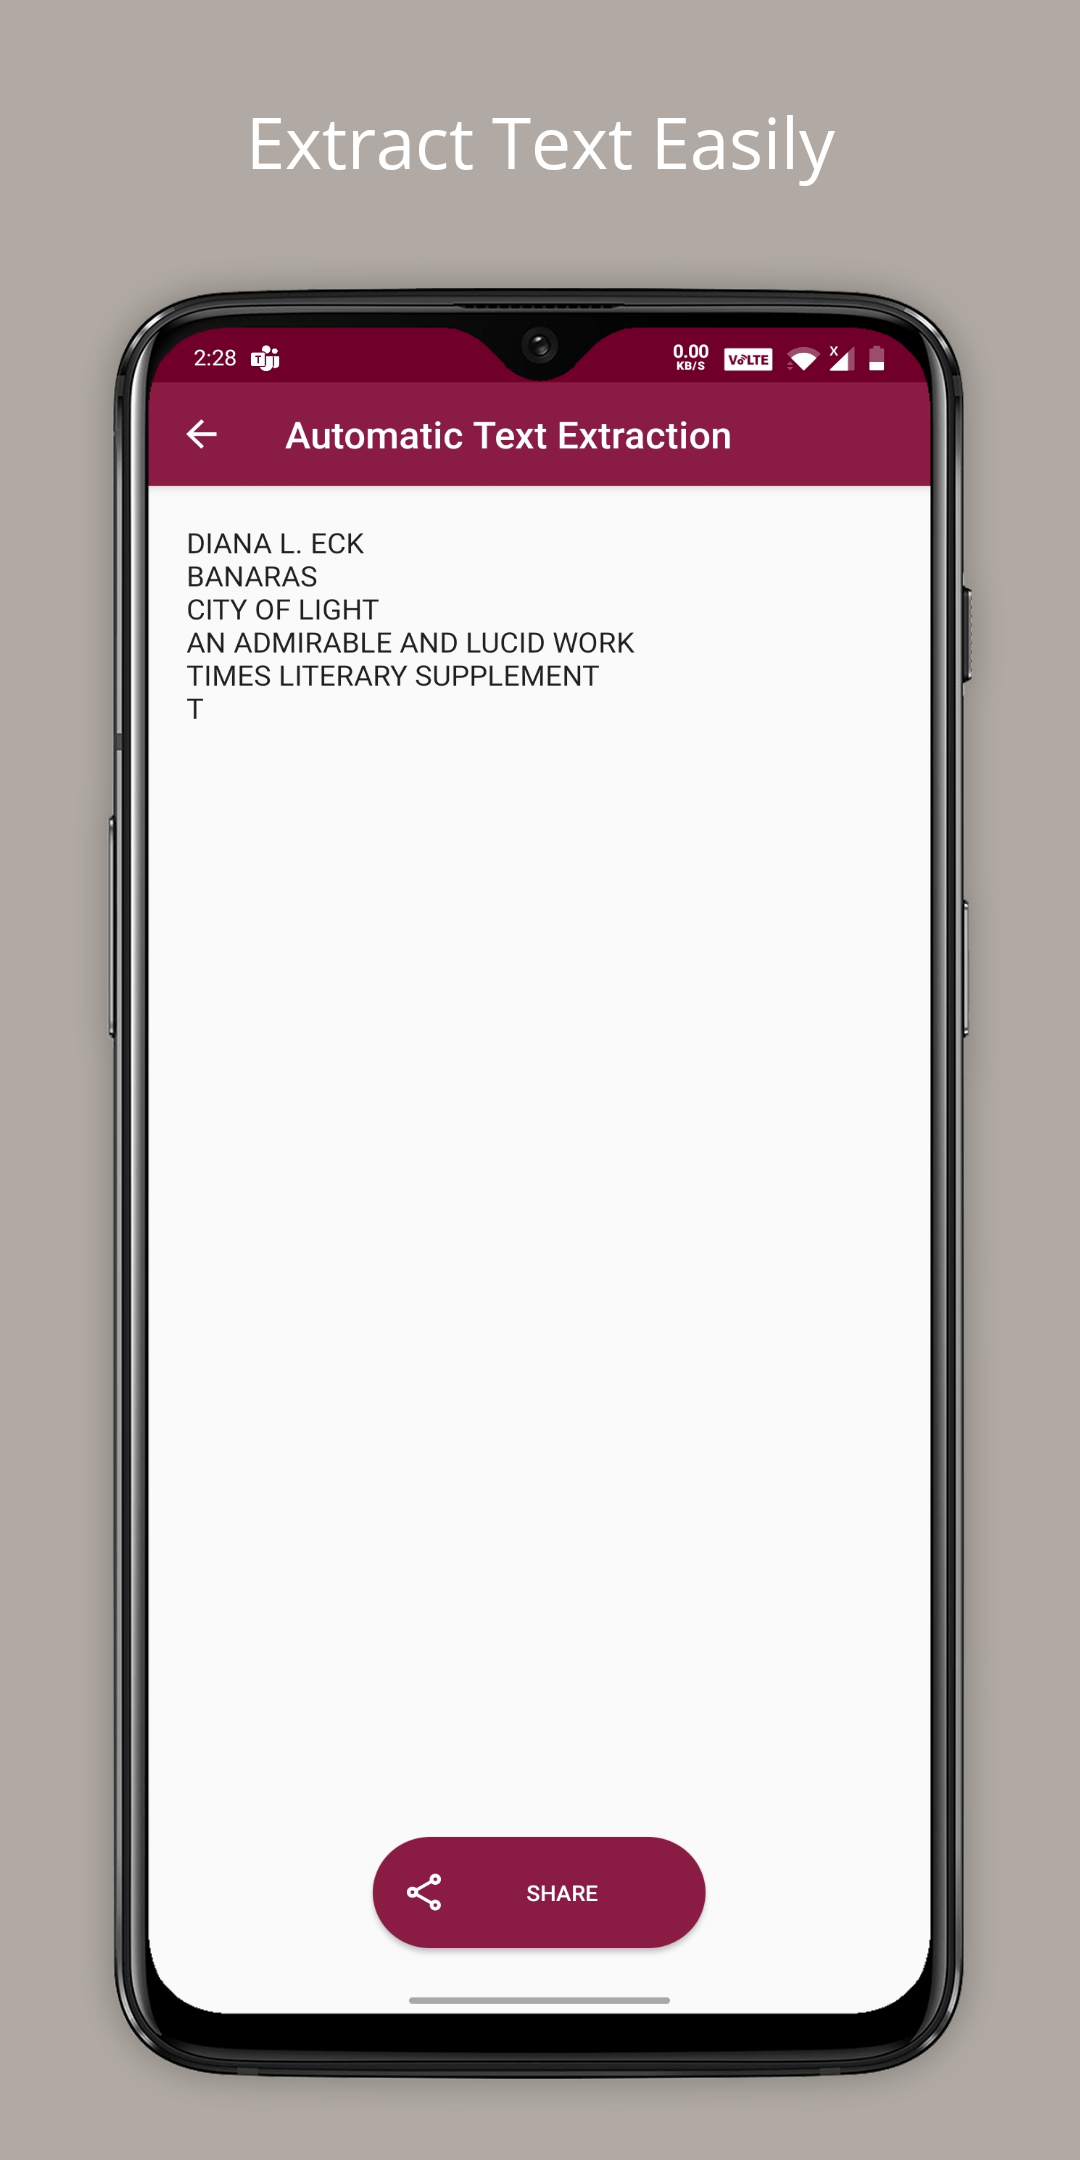 Extract Text Easily
2:28
0.00
KB/S
VoLTE
X
Automatic Text Extraction
DIANA L. ECK
BANARAS
CITY OF LIGHT
AN ADMIRABLE AND LUCID WORK
TIMES LITERARY SUPPLEMENT
T
SHARE